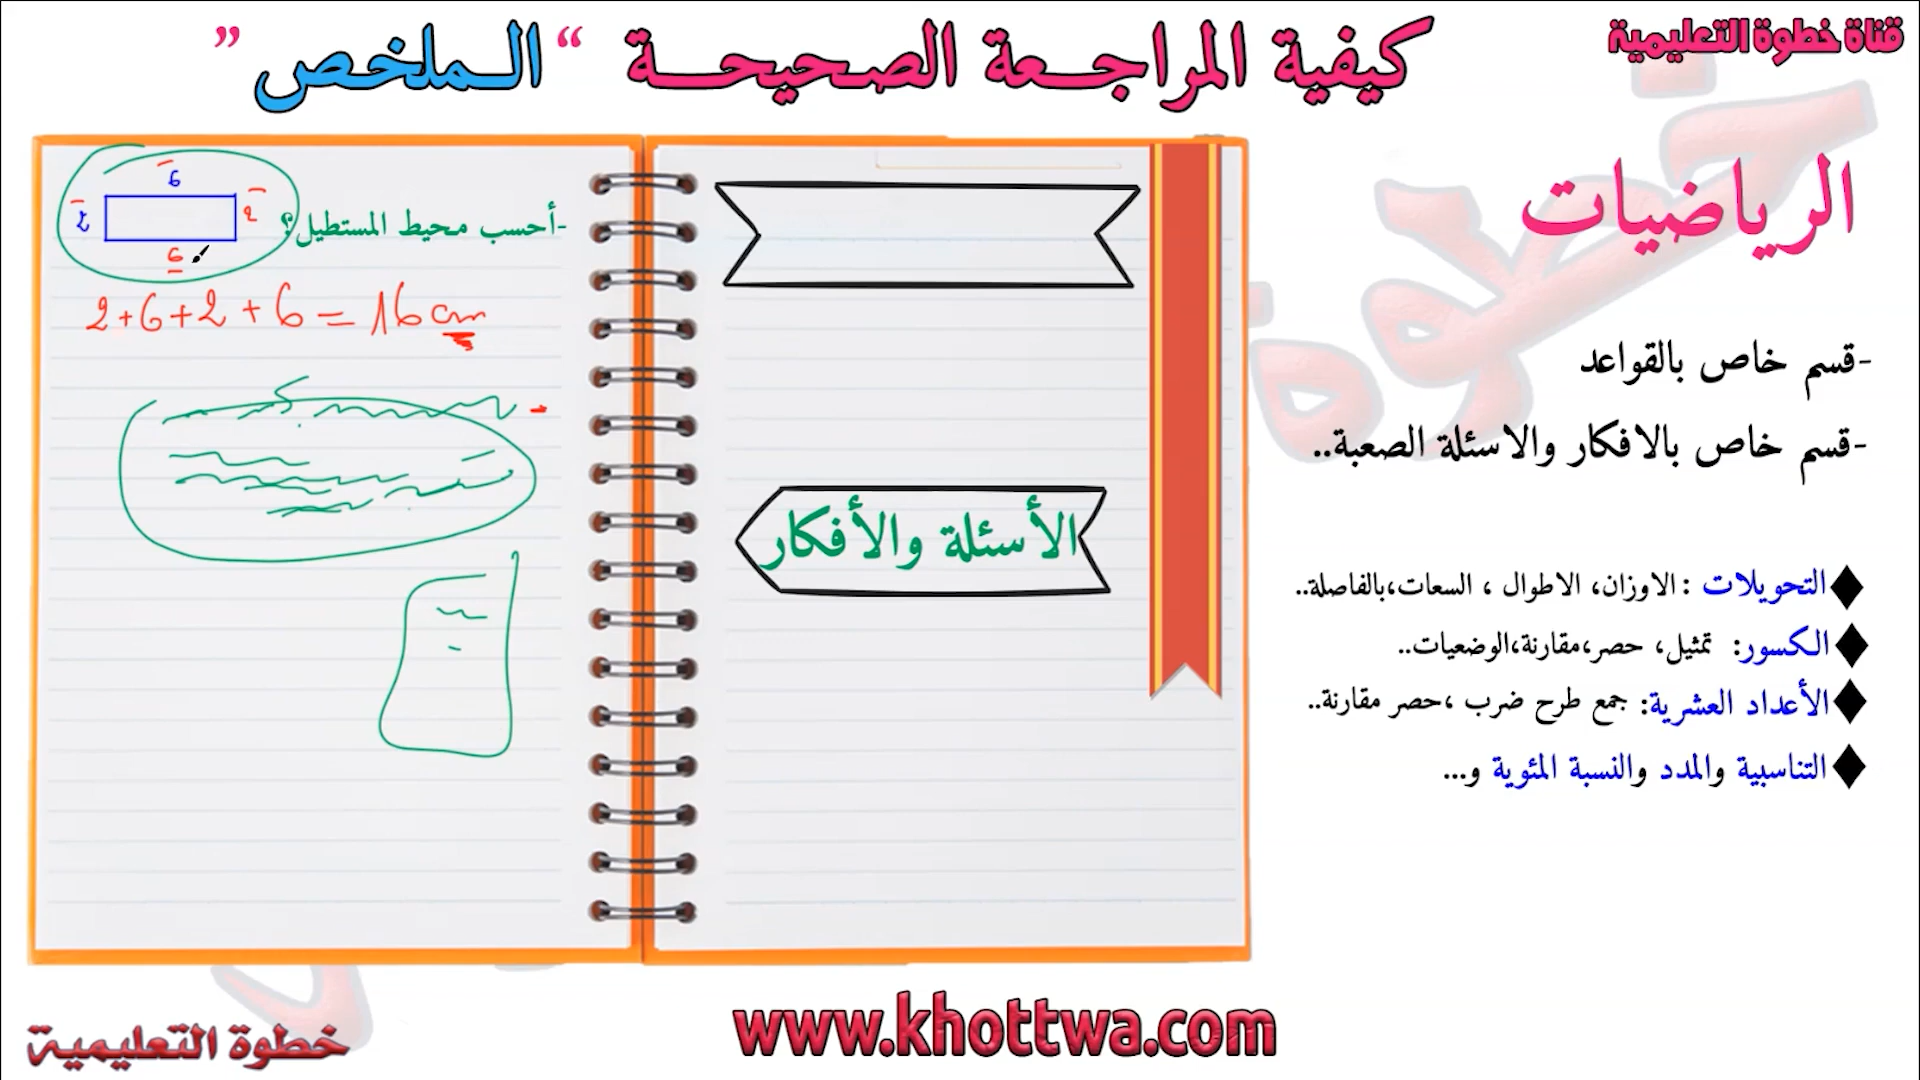 قناة خطوة التعليمية
كيفية المراجعة الصحيحة “الملخص”
الرياضيات
-قسم خاص بالقواعد
-قسم خاص بالافكار والاسئلة الصعبة..
التحويلات : الاوزان، الاطوال ، السعات،بالفاصلة..
الكسور: تمثيل، حصر،مقارنة،الوضعيات..
الأعداد العشرية: جمع طرح ضرب ،حصر مقارنة..
التناسبية والمدد والنسبة المئوية و...
الأسئلة والأفكار
-أحسب محيط المستطيل؟
6
2
2
6
2+6+2+6=16cm
www.khottwa.com
خطوة التعليمية
خطوة